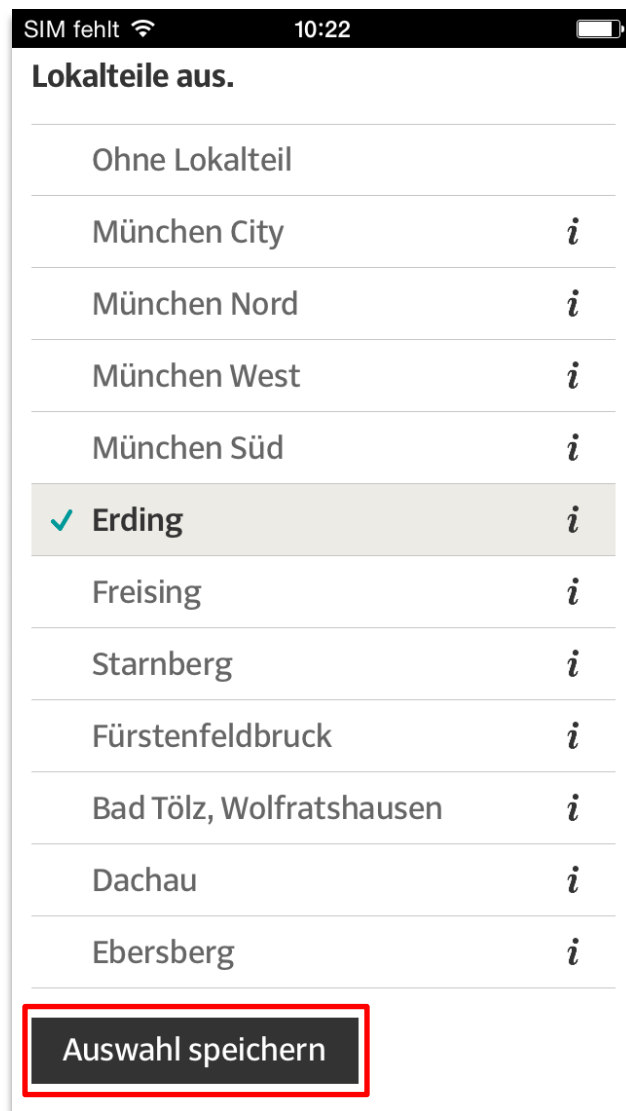 SIM fehlt 10:22
Lokalteile aus.
Ohne Lokalteil
München City i
München Nord i
München West i
München Süd i
Erding i
Freising i
Starnberg i
Fürstenfeldbruck i
Bad Tölz, Wolfratshausen i
Dachau i
Ebersberg i
Auswahl speichern